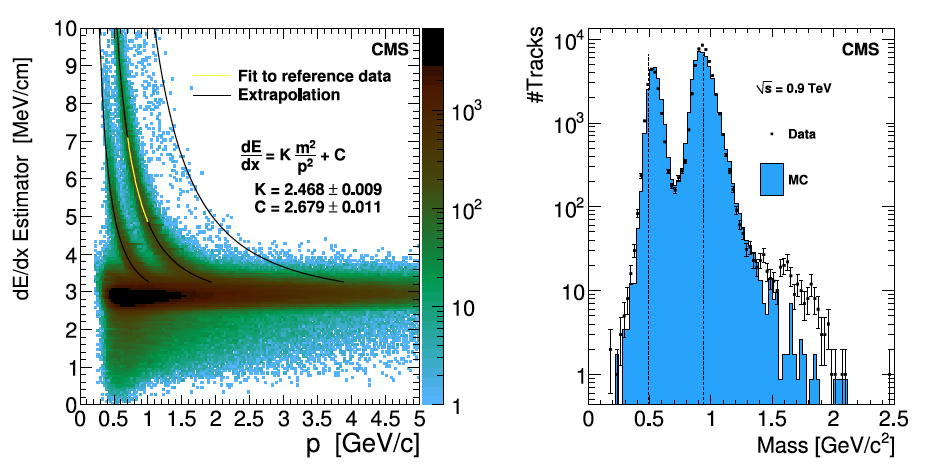 CMS
Fit to reference data
Extrapolation
dE/dx = K m²/p² + C
K = 2.468 ± 0.009
C = 2.679 ± 0.011
dE/dx Estimator [MeV/cm]
10
9
8
7
6
5
4
3
2
1
0
0 0.5 1 1.5 2 2.5 3 3.5 4 4.5 5
p [GeV/c]
10³
10²
10
1
CMS
√s = 0.9 TeV
Data
MC
#Tracks
10⁴
10³
10²
10
1
0 0.5 1 1.5 2 2.5
Mass [GeV/c²]